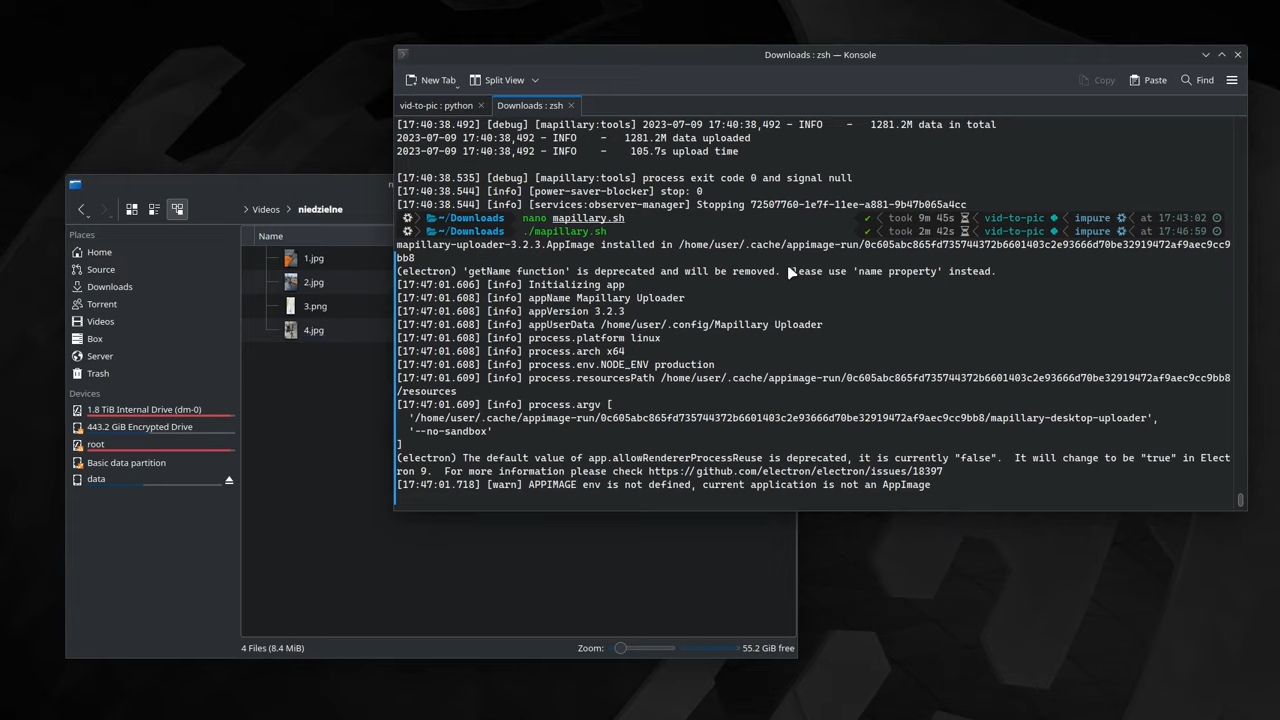 Downloads : zsh — Konsole
New Tab
Split View
Copy
Paste
Find
vid-to-pic : python
Downloads : zsh
[17:40:38.492] [debug] [mapillary:tools] 2023-07-09 17:40:38,492 - INFO   -   1281.2M data in total
2023-07-09 17:40:38,492 - INFO   -   1281.2M data uploaded
2023-07-09 17:40:38,492 - INFO   -    105.7s upload time
[17:40:38.535] [debug] [mapillary:tools] process exit code 0 and signal null
[17:40:38.544] [info] [power-saver-blocker] stop: 0
[17:40:38.544] [info] [services:observer-manager] Stopping 72507760-1e7f-11ee-a881-9b47b065a4cc
~/Downloads nano mapillary.sh ✔ took 9m 45s vid-to-pic impure at 17:43:02
~/Downloads ./mapillary.sh ✔ took 2m 42s vid-to-pic impure at 17:46:59
mapillary-uploader-3.2.3.AppImage installed in /home/user/.cache/appimage-run/0c605abc865fd735744372b6601403c2e93666d70be32919472af9aec9cc9
bb8
(electron) 'getName function' is deprecated and will be removed. Please use 'name property' instead.
[17:47:01.606] [info] Initializing app
[17:47:01.608] [info] appName Mapillary Uploader
[17:47:01.608] [info] appVersion 3.2.3
[17:47:01.608] [info] appUserData /home/user/.config/Mapillary Uploader
[17:47:01.608] [info] process.platform linux
[17:47:01.608] [info] process.arch x64
[17:47:01.608] [info] process.env.NODE_ENV production
[17:47:01.609] [info] process.resourcesPath /home/user/.cache/appimage-run/0c605abc865fd735744372b6601403c2e93666d70be32919472af9aec9cc9bb8
/resources
[17:47:01.609] [info] process.argv [
'/home/user/.cache/appimage-run/0c605abc865fd735744372b6601403c2e93666d70be32919472af9aec9cc9bb8/mapillary-desktop-uploader',
'--no-sandbox'
]
(electron) The default value of app.allowRendererProcessReuse is deprecated, it is currently "false".  It will change to be "true" in Elect
ron 9.  For more information please check https://github.com/electron/electron/issues/18397
[17:47:01.718] [warn] APPIMAGE env is not defined, current application is not an AppImage
Videos > niedzielne
Places
Home
Source
Downloads
Torrent
Videos
Box
Server
Trash
Devices
1.8 TiB Internal Drive (dm-0)
443.2 GiB Encrypted Drive
root
Basic data partition
data
Name
1.jpg
2.jpg
3.png
4.jpg
4 Files (8.4 MiB)
Zoom:
55.2 GiB free